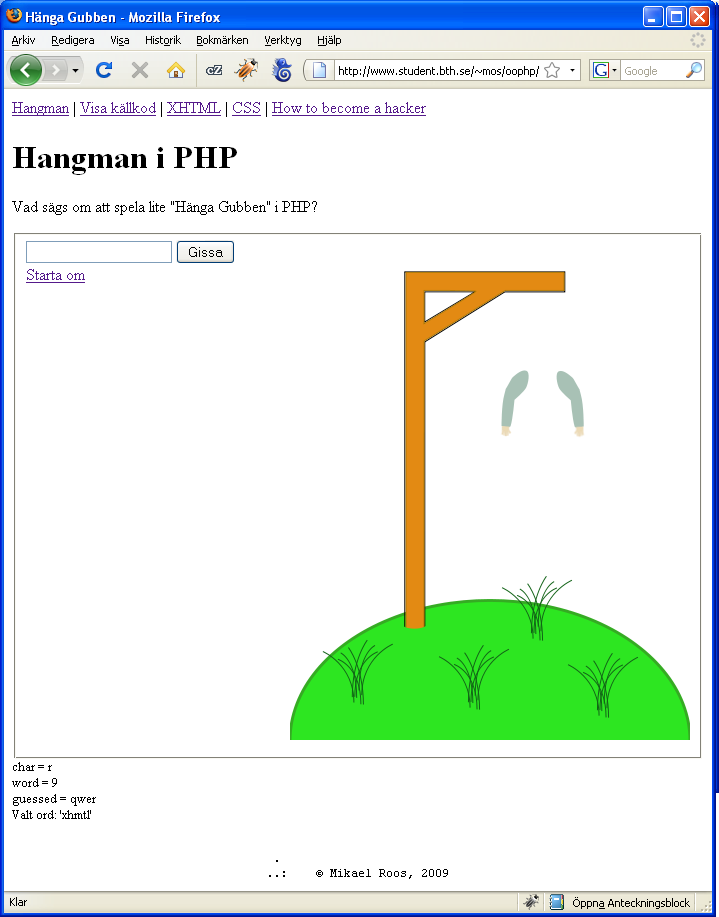 Hänga Gubben - Mozilla Firefox
Arkiv Redigera Visa Historik Bokmärken Verktyg Hjälp
eZ http://www.student.bth.se/~mos/oophp/ G Google
Hangman | Visa källkod | XHTML | CSS | How to become a hacker
Hangman i PHP
Vad sägs om att spela lite "Hänga Gubben" i PHP?
Gissa
Starta om
char = r
word = 9
guessed = qwer
Valt ord: 'xhmtl'
.
..: © Mikael Roos, 2009
Klar Öppna Anteckningsblock